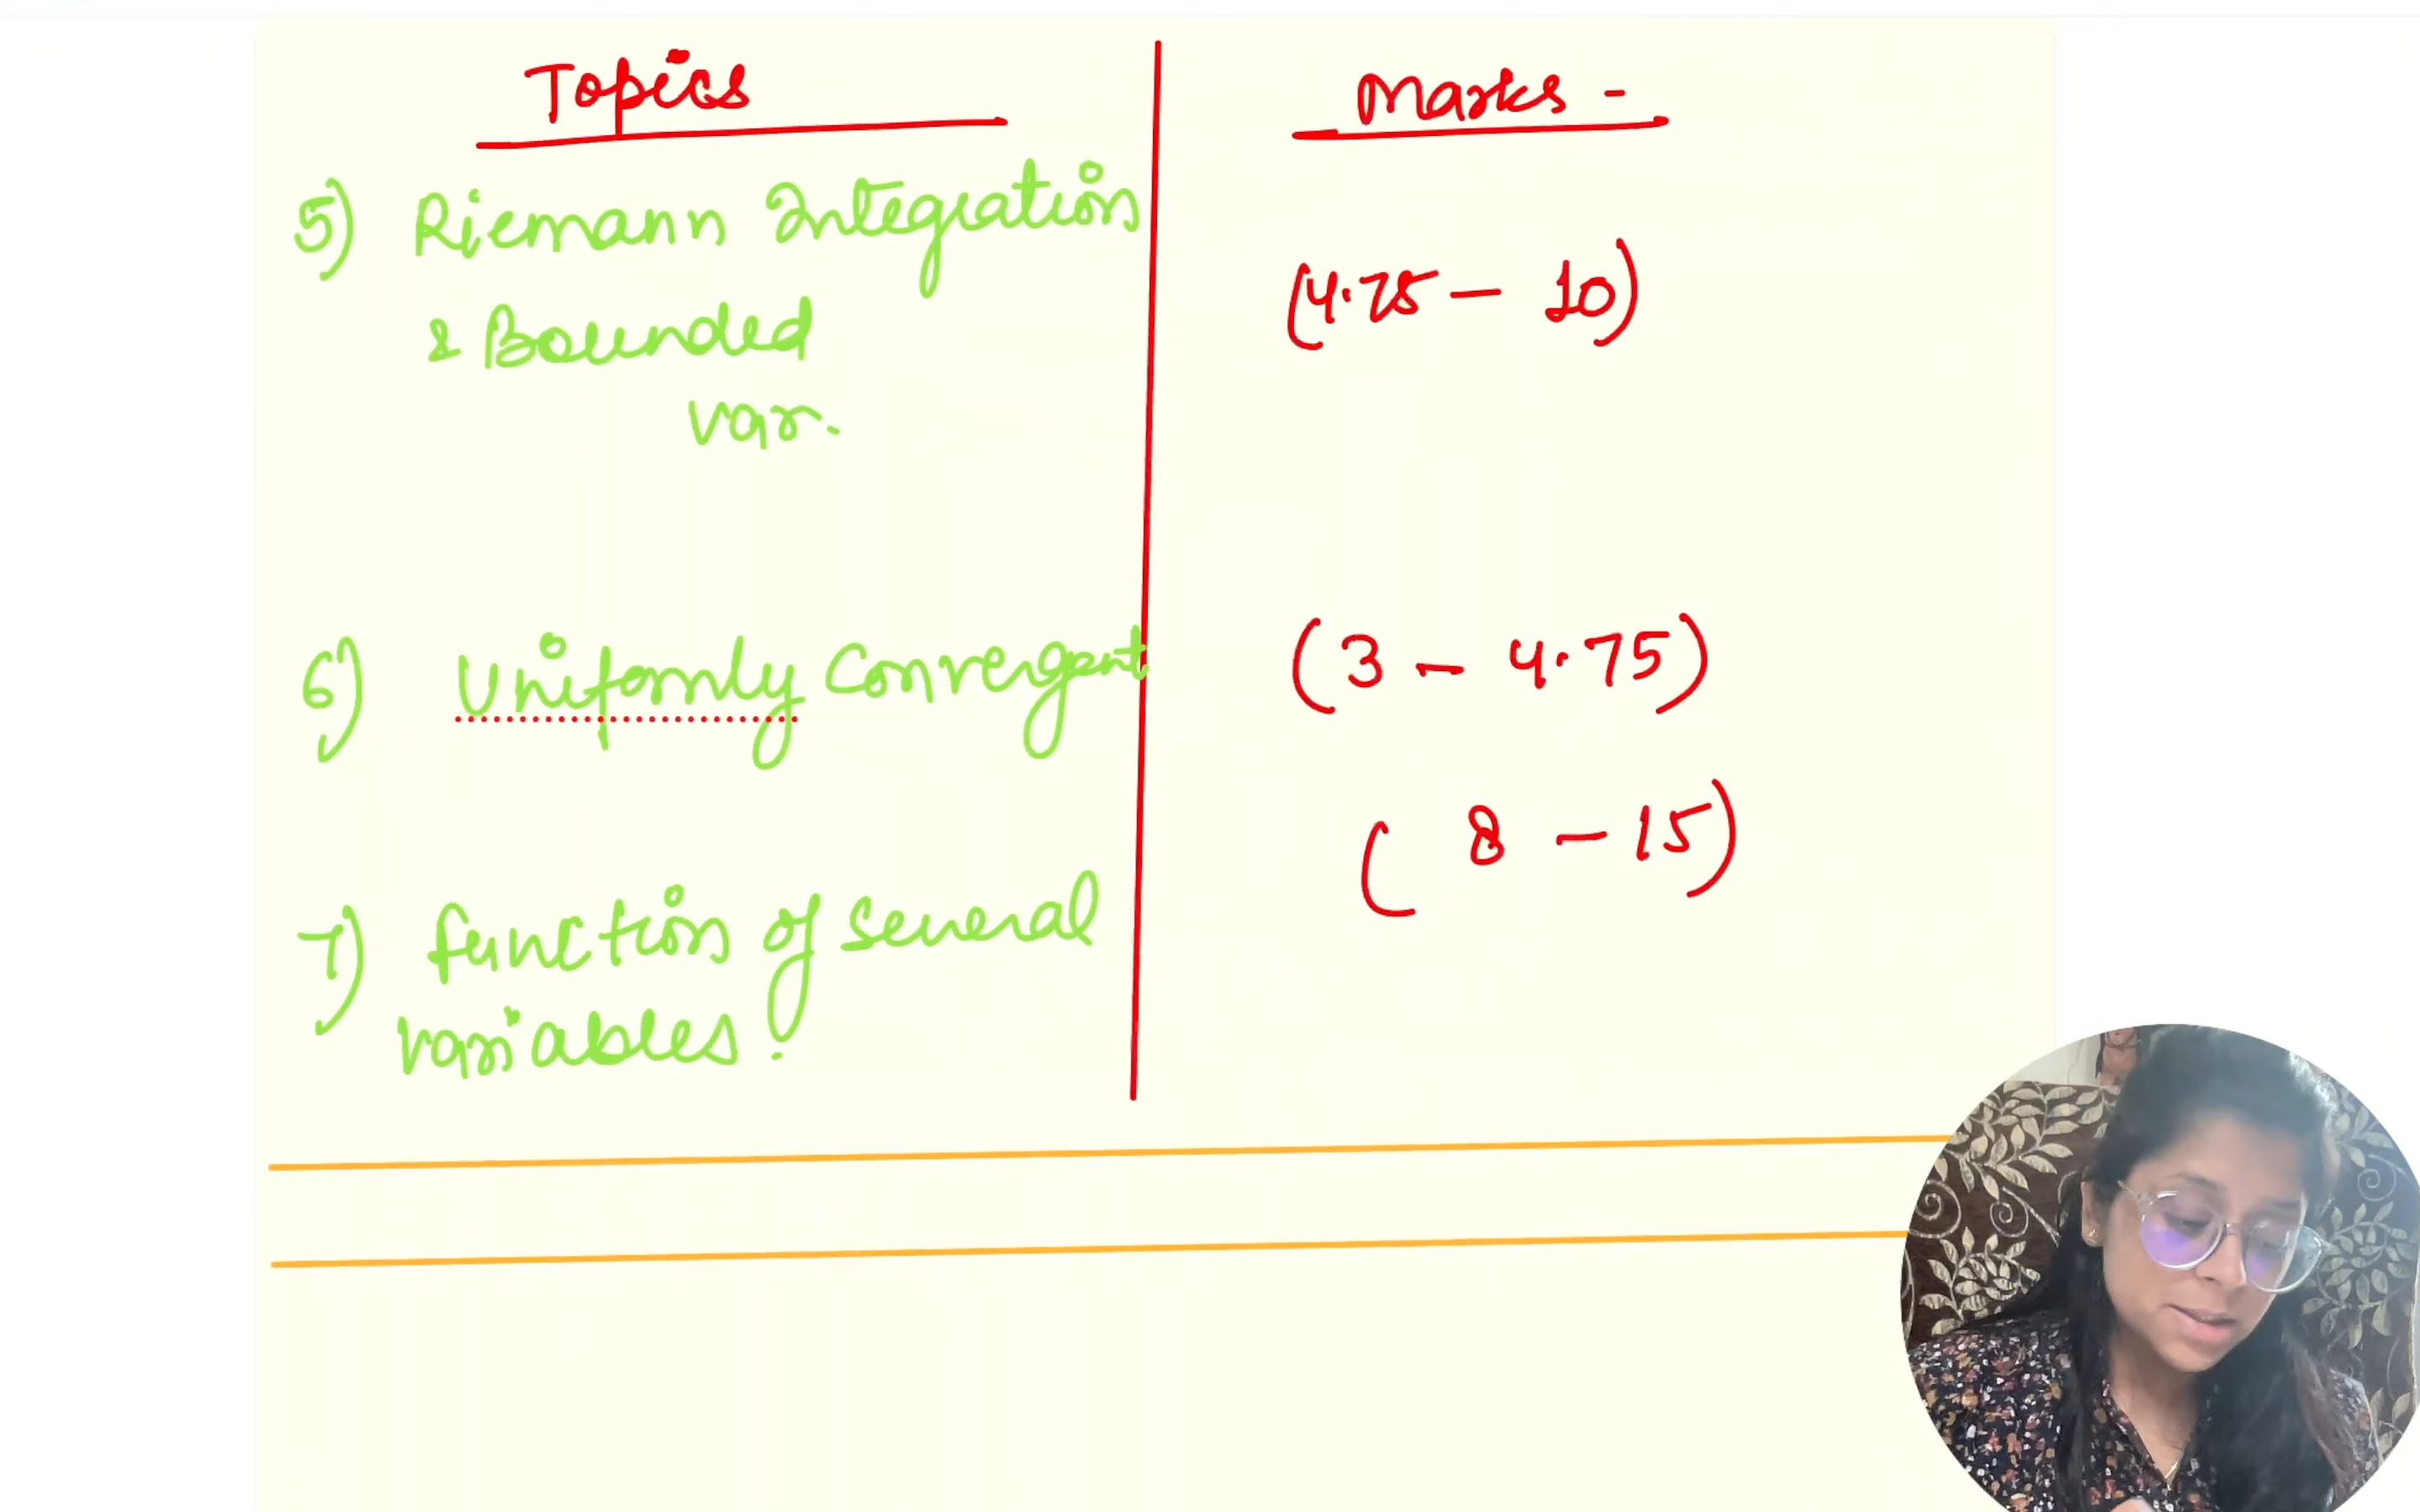 Topics
Marks -
5) Riemann Integration
& Bounded
var.
(4.75 - 10)
6) Uniformly Convergent
(3 - 4.75)
7) function of several
variables.
( 8 - 15)